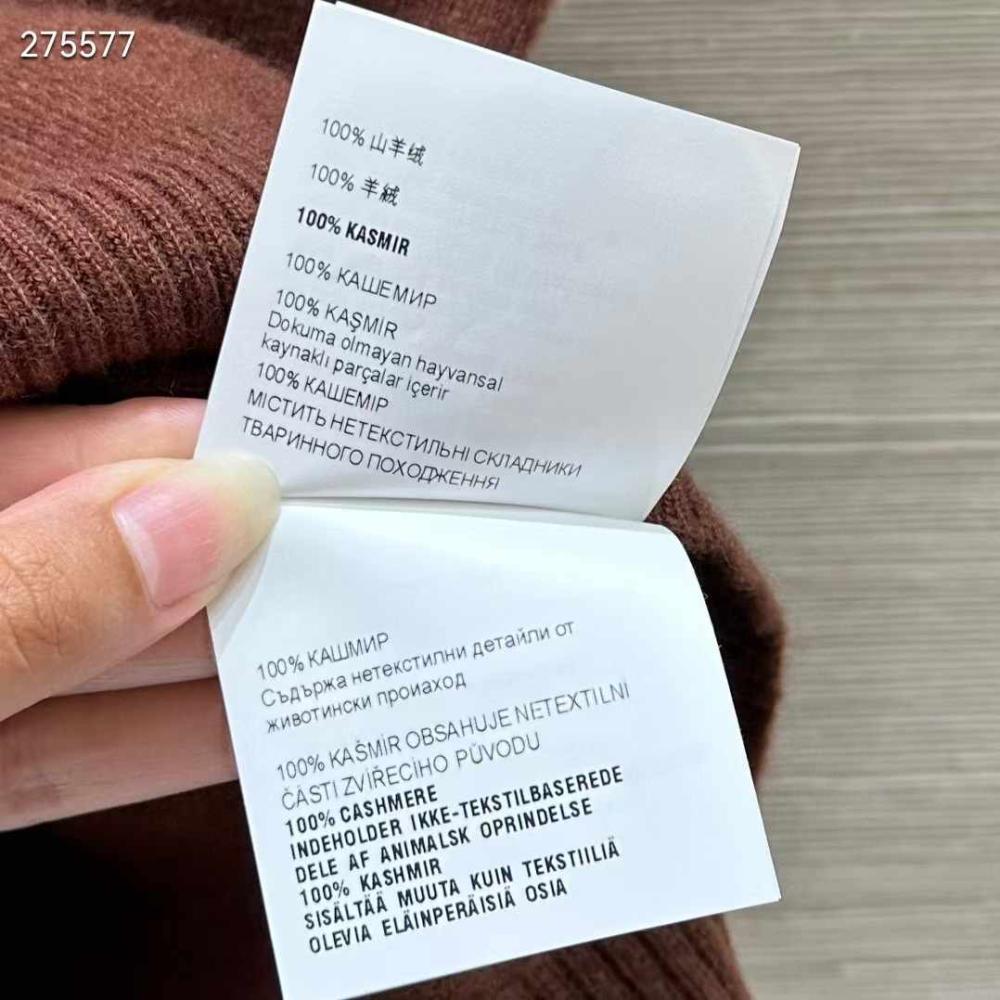 275577
100% 山羊绒
100% 羊絨
100% KASMIR
100% КАШЕМИР
100% KAŞMİR
Dokuma olmayan hayvansal
kaynaklı parçalar içerir
100% КАШЕМІР
МІСТИТЬ НЕТЕКСТИЛЬНІ СКЛАДНИКИ
ТВАРИННОГО ПОХОДЖЕННЯ
100% КАШМИР
Съдържа нетекстилни детайли от
животински проиаход
100% KAŠMÍR OBSAHUJE NETEXTILNI
ČÁSTI ZVÍŘECÍHO PŮVODU
100% CASHMERE
INDEHOLDER IKKE-TEKSTILBASEREDE
DELE AF ANIMALSK OPRINDELSE
100% KASHMIR
SISÄLTÄÄ MUUTA KUIN TEKSTIILIÄ
OLEVIA ELÄINPERÄISIÄ OSIA